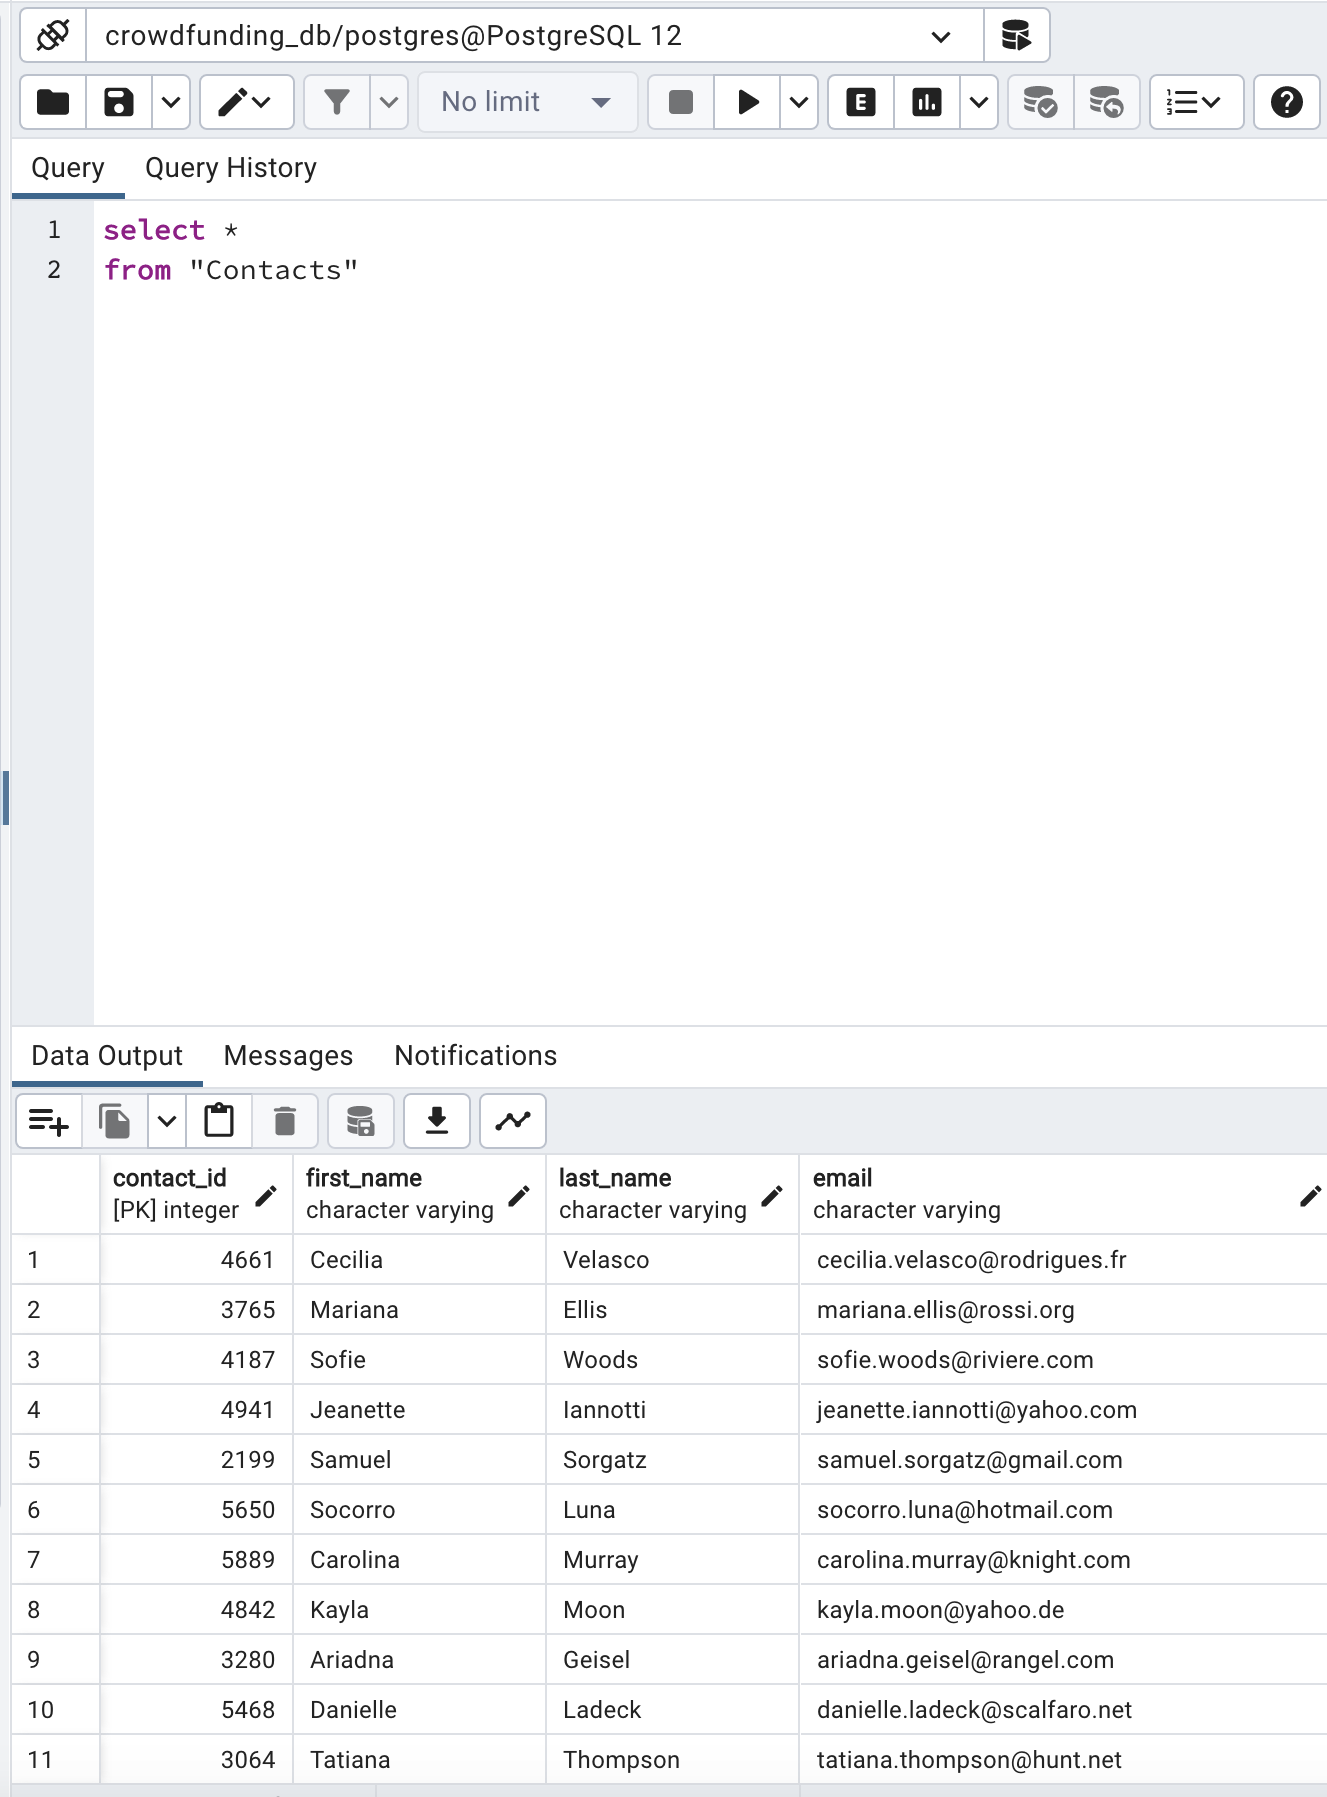 crowdfunding_db/postgres@PostgreSQL 12
No limit E
Query Query History
1 select *
2 from "Contacts"
Data Output Messages Notifications
contact_id first_name last_name email
[PK] integer character varying character varying character varying
1 4661 Cecilia Velasco cecilia.velasco@rodrigues.fr
2 3765 Mariana Ellis mariana.ellis@rossi.org
3 4187 Sofie Woods sofie.woods@riviere.com
4 4941 Jeanette Iannotti jeanette.iannotti@yahoo.com
5 2199 Samuel Sorgatz samuel.sorgatz@gmail.com
6 5650 Socorro Luna socorro.luna@hotmail.com
7 5889 Carolina Murray carolina.murray@knight.com
8 4842 Kayla Moon kayla.moon@yahoo.de
9 3280 Ariadna Geisel ariadna.geisel@rangel.com
10 5468 Danielle Ladeck danielle.ladeck@scalfaro.net
11 3064 Tatiana Thompson tatiana.thompson@hunt.net